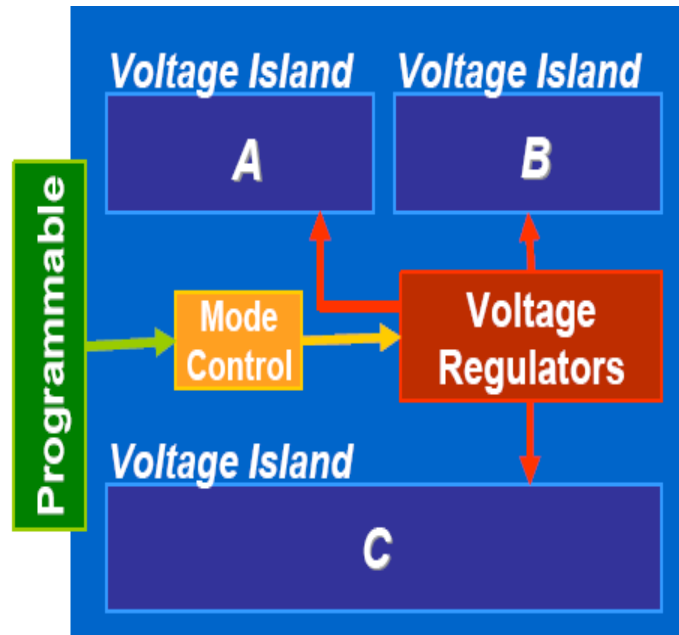 Voltage Island
Voltage Island
A
B
Programmable
Mode
Control
Voltage
Regulators
Voltage Island
C